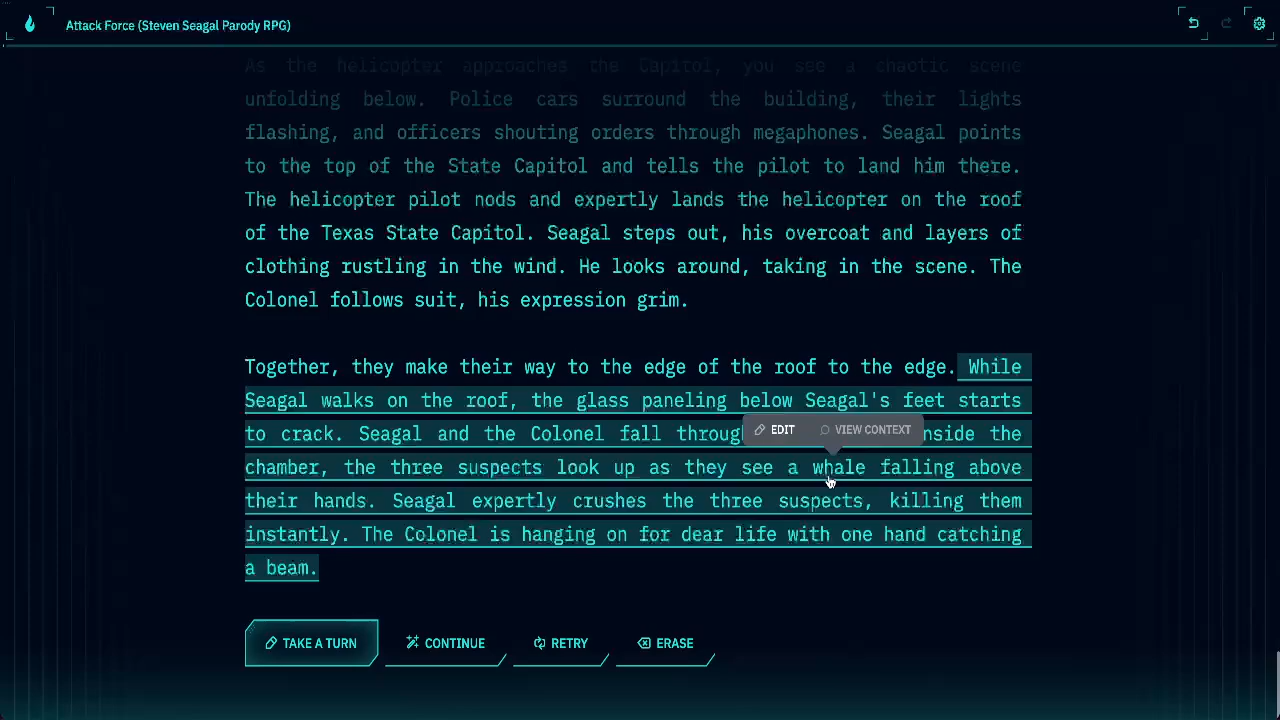 Attack Force (Steven Seagal Parody RPG)
As the helicopter approaches the Capitol, you see a chaotic scene
unfolding below. Police cars surround the building, their lights
flashing, and officers shouting orders through megaphones. Seagal points
to the top of the State Capitol and tells the pilot to land him there.
The helicopter pilot nods and expertly lands the helicopter on the roof
of the Texas State Capitol. Seagal steps out, his overcoat and layers of
clothing rustling in the wind. He looks around, taking in the scene. The
Colonel follows suit, his expression grim.
Together, they make their way to the edge of the roof to the edge. While
Seagal walks on the roof, the glass paneling below Seagal's feet starts
to crack. Seagal and the Colonel fall throug nside the
EDIT VIEW CONTEXT
chamber, the three suspects look up as they see a whale falling above
their hands. Seagal expertly crushes the three suspects, killing them
instantly. The Colonel is hanging on for dear life with one hand catching
a beam.
TAKE A TURN CONTINUE RETRY ERASE